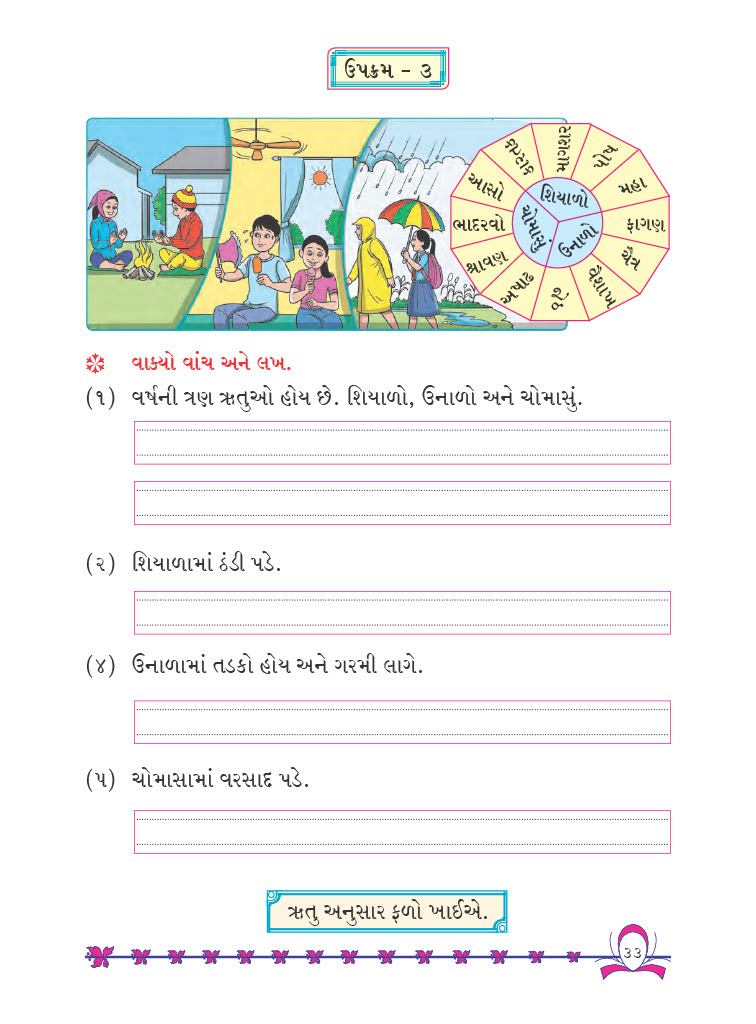 ઉપક્રમ – ૩
કારતક
માગશર
પોષ
મહા
ફાગણ
ચૈત્ર
વૈશાખ
જેઠ
અષાઢ
શ્રાવણ
ભાદરવો
આસો
શિયાળો
ઉનાળો
ચોમાસું
વાક્યો વાંચ અને લખ.
(૧) વર્ષની ત્રણ ઋતુઓ હોય છે. શિયાળો, ઉનાળો અને ચોમાસું.
(૨) શિયાળામાં ઠંડી પડે.
(૪) ઉનાળામાં તડકો હોય અને ગરમી લાગે.
(૫) ચોમાસામાં વરસાદ પડે.
ઋતુ અનુસાર ફળો ખાઈએ.
૩૩